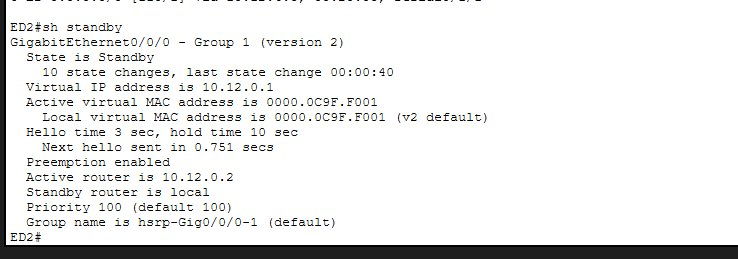 ED2#sh standby
GigabitEthernet0/0/0 - Group 1 (version 2)
State is Standby
10 state changes, last state change 00:00:40
Virtual IP address is 10.12.0.1
Active virtual MAC address is 0000.0C9F.F001
Local virtual MAC address is 0000.0C9F.F001 (v2 default)
Hello time 3 sec, hold time 10 sec
Next hello sent in 0.751 secs
Preemption enabled
Active router is 10.12.0.2
Standby router is local
Priority 100 (default 100)
Group name is hsrp-Gig0/0/0-1 (default)
ED2#